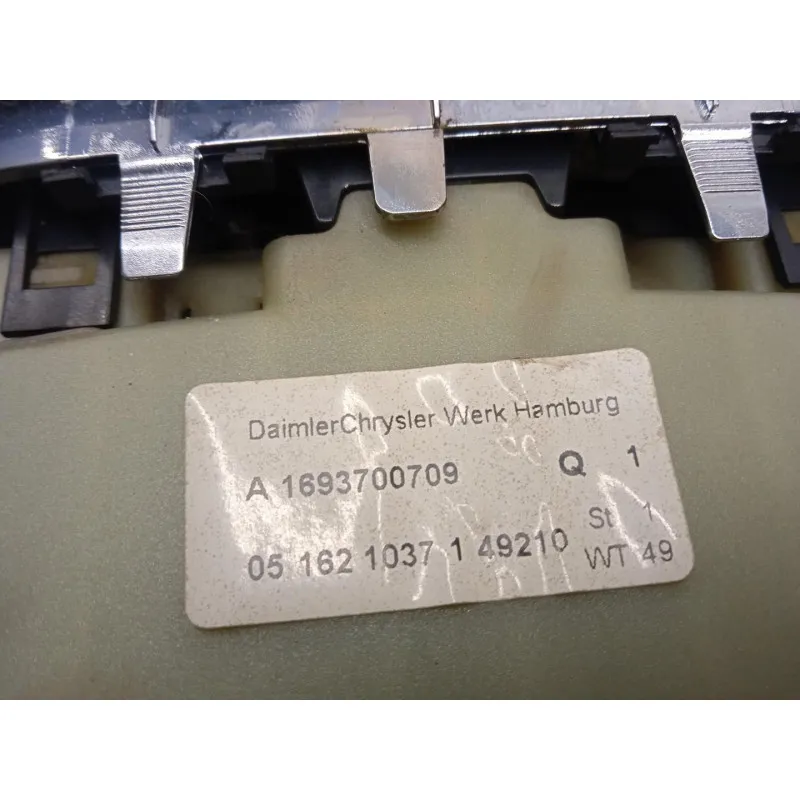 DaimlerChrysler Werk Hamburg
A 1693700709 Q 1
St 1
05 162 1037 1 49210
WT 49